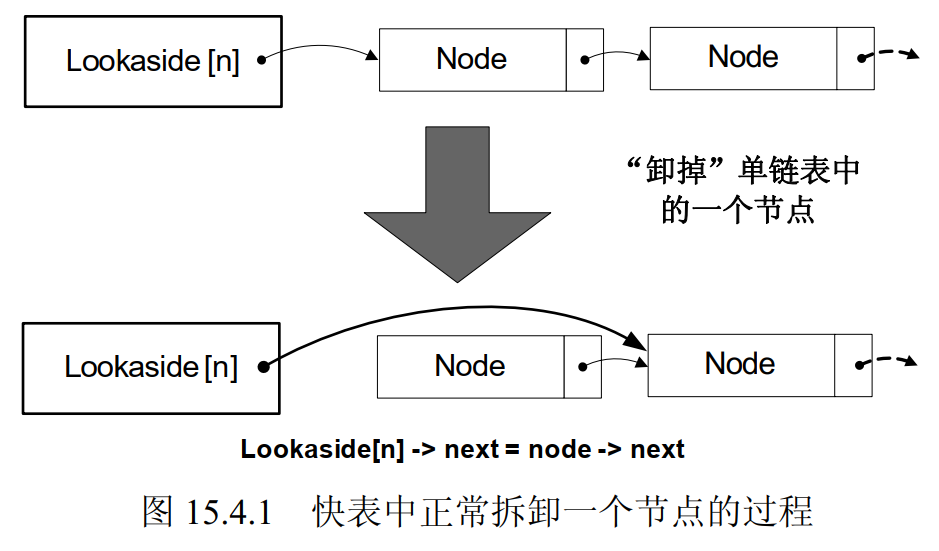 Lookaside [n]
Node
Node
“卸掉”单链表中
的一个节点
Lookaside [n]
Node
Node
Lookaside[n] -> next = node -> next
图 15.4.1 快表中正常拆卸一个节点的过程